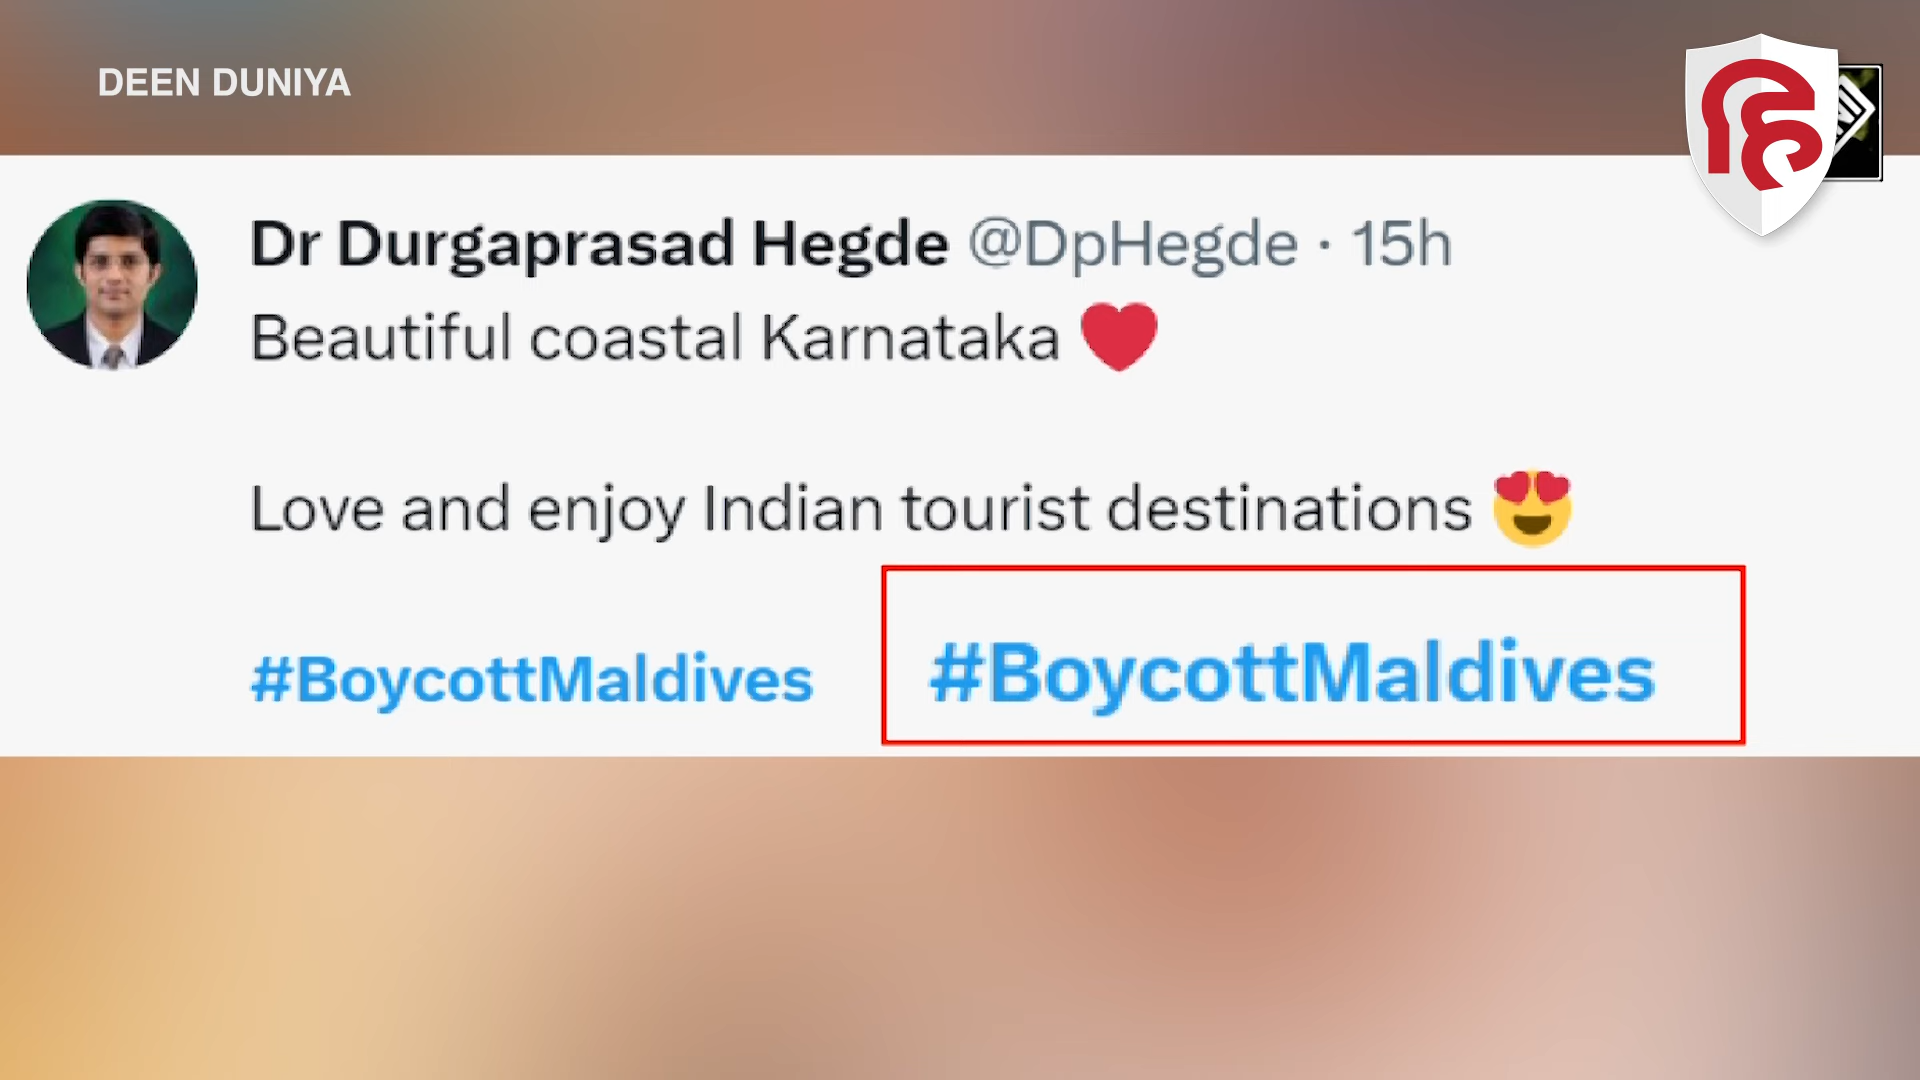 DEEN DUNIYA
Dr Durgaprasad Hegde @DpHegde · 15h
Beautiful coastal Karnataka ❤️
Love and enjoy Indian tourist destinations 😍
#BoycottMaldives #BoycottMaldives